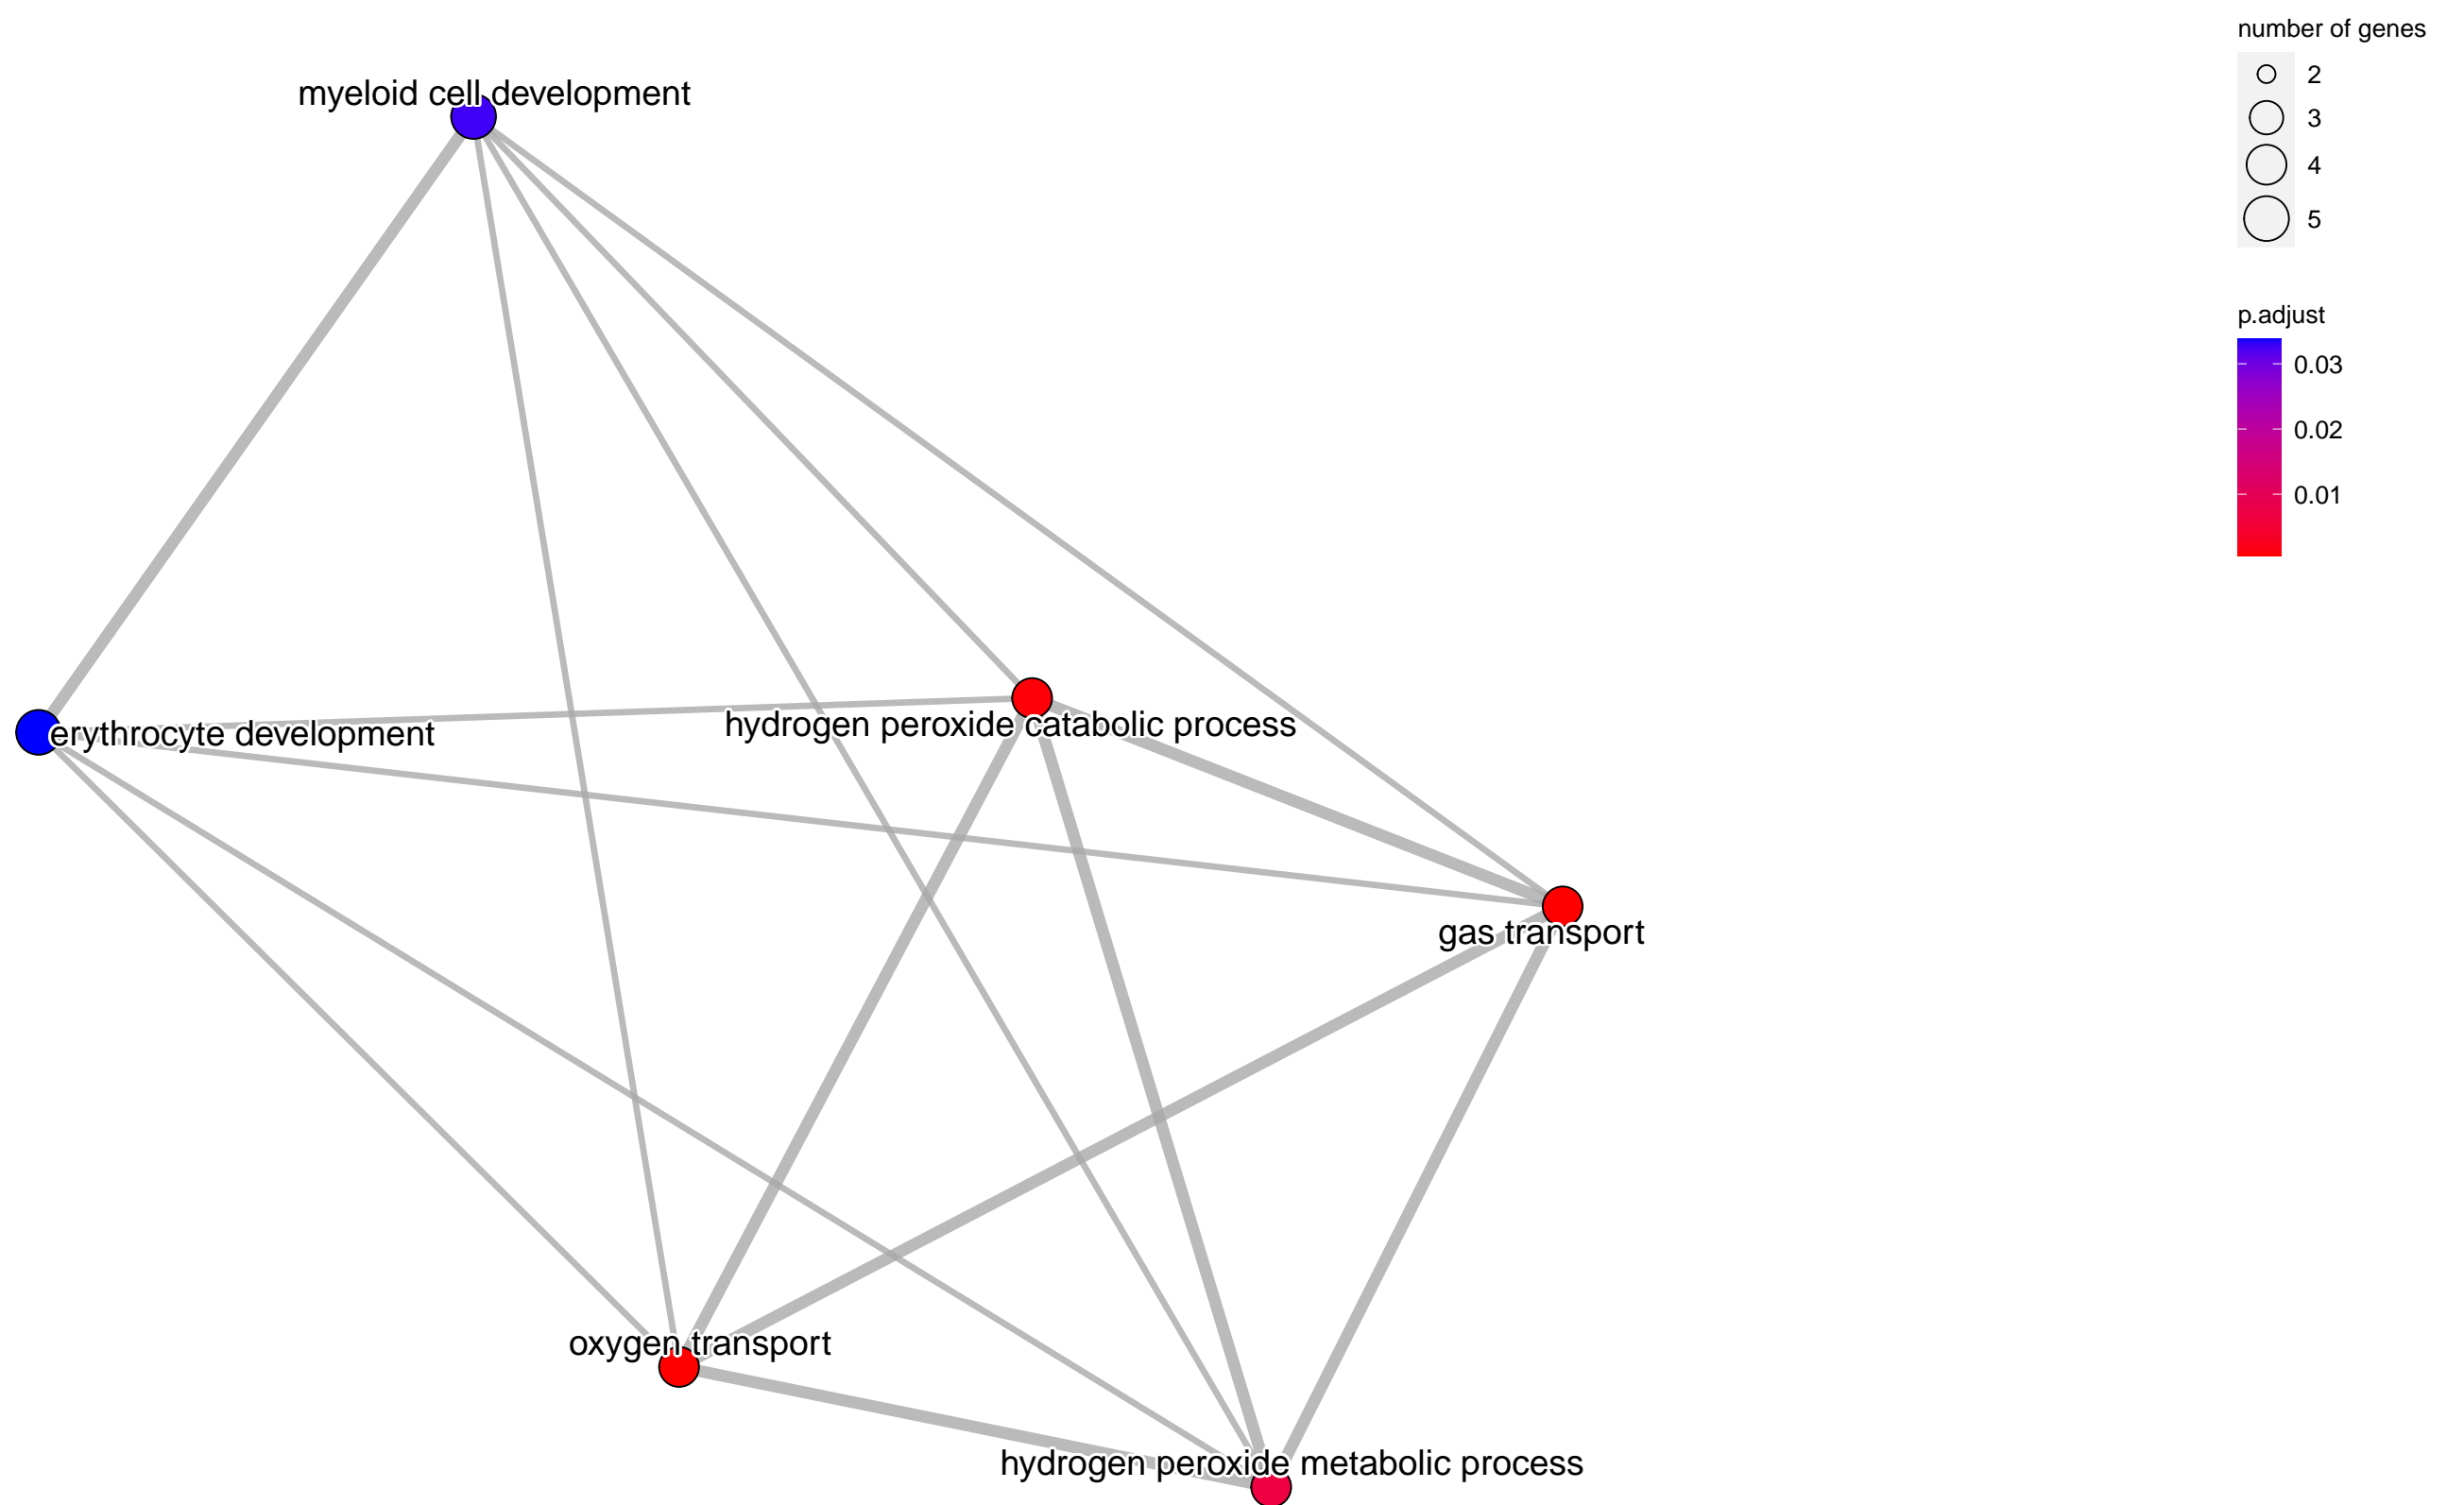 number of genes
2
3
4
5
p.adjust
0.03
0.02
0.01
myeloid cell development
erythrocyte development
hydrogen peroxide catabolic process
gas transport
oxygen transport
hydrogen peroxide metabolic process